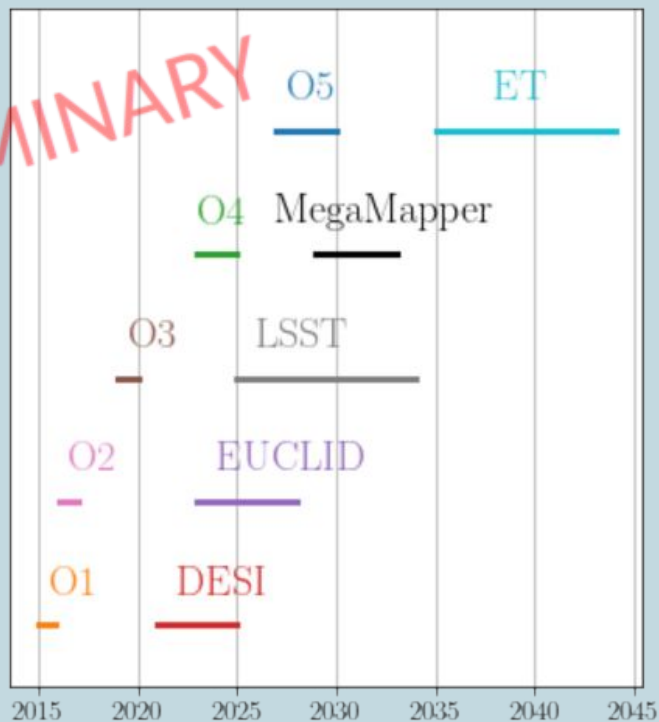 MINARY
O5 ET
O4 MegaMapper
O3 LSST
O2 EUCLID
O1 DESI
2015 2020 2025 2030 2035 2040 2045